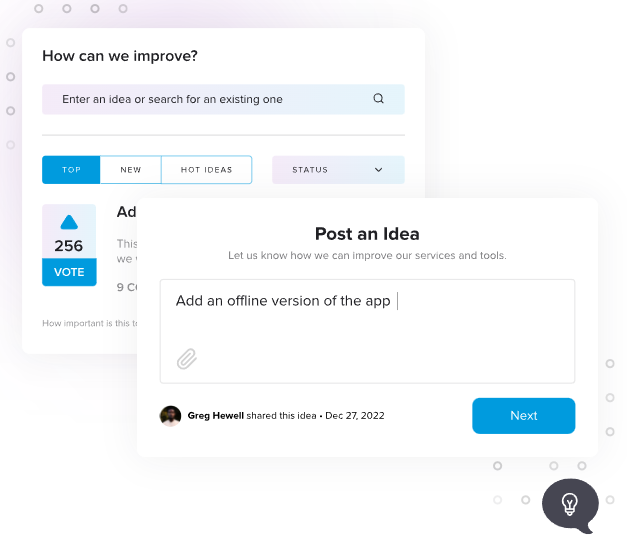 How can we improve?
Enter an idea or search for an existing one
TOP
NEW
HOT IDEAS
STATUS
256
VOTE
Ad
This
we
9
How important is this
Post an Idea
Let us know how we can improve our services and tools.
Add an offline version of the app
Greg Hewell shared this idea • Dec 27, 2022
Next